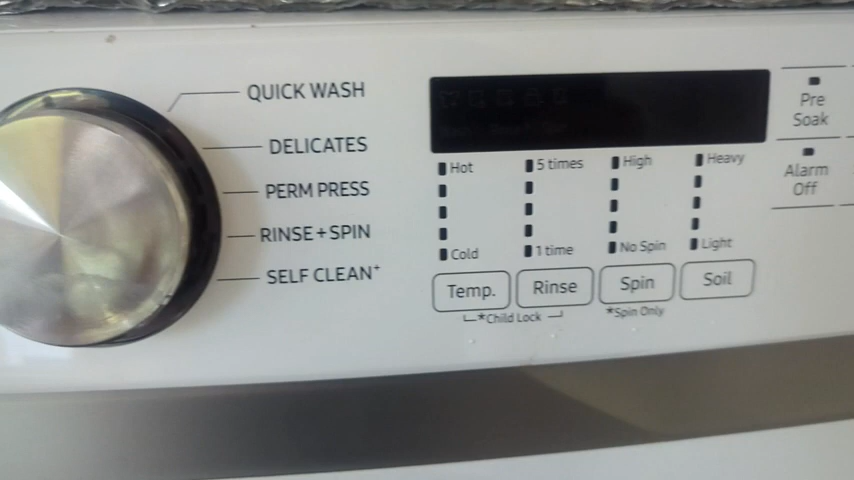 QUICK WASH
DELICATES
PERM PRESS
RINSE+SPIN
SELF CLEAN+
Hot
5 times
High
Heavy
Cold
1 time
No Spin
Light
Temp.
Rinse
Spin
Soil
*Child Lock
*Spin Only
Pre
Soak
Alarm
Off